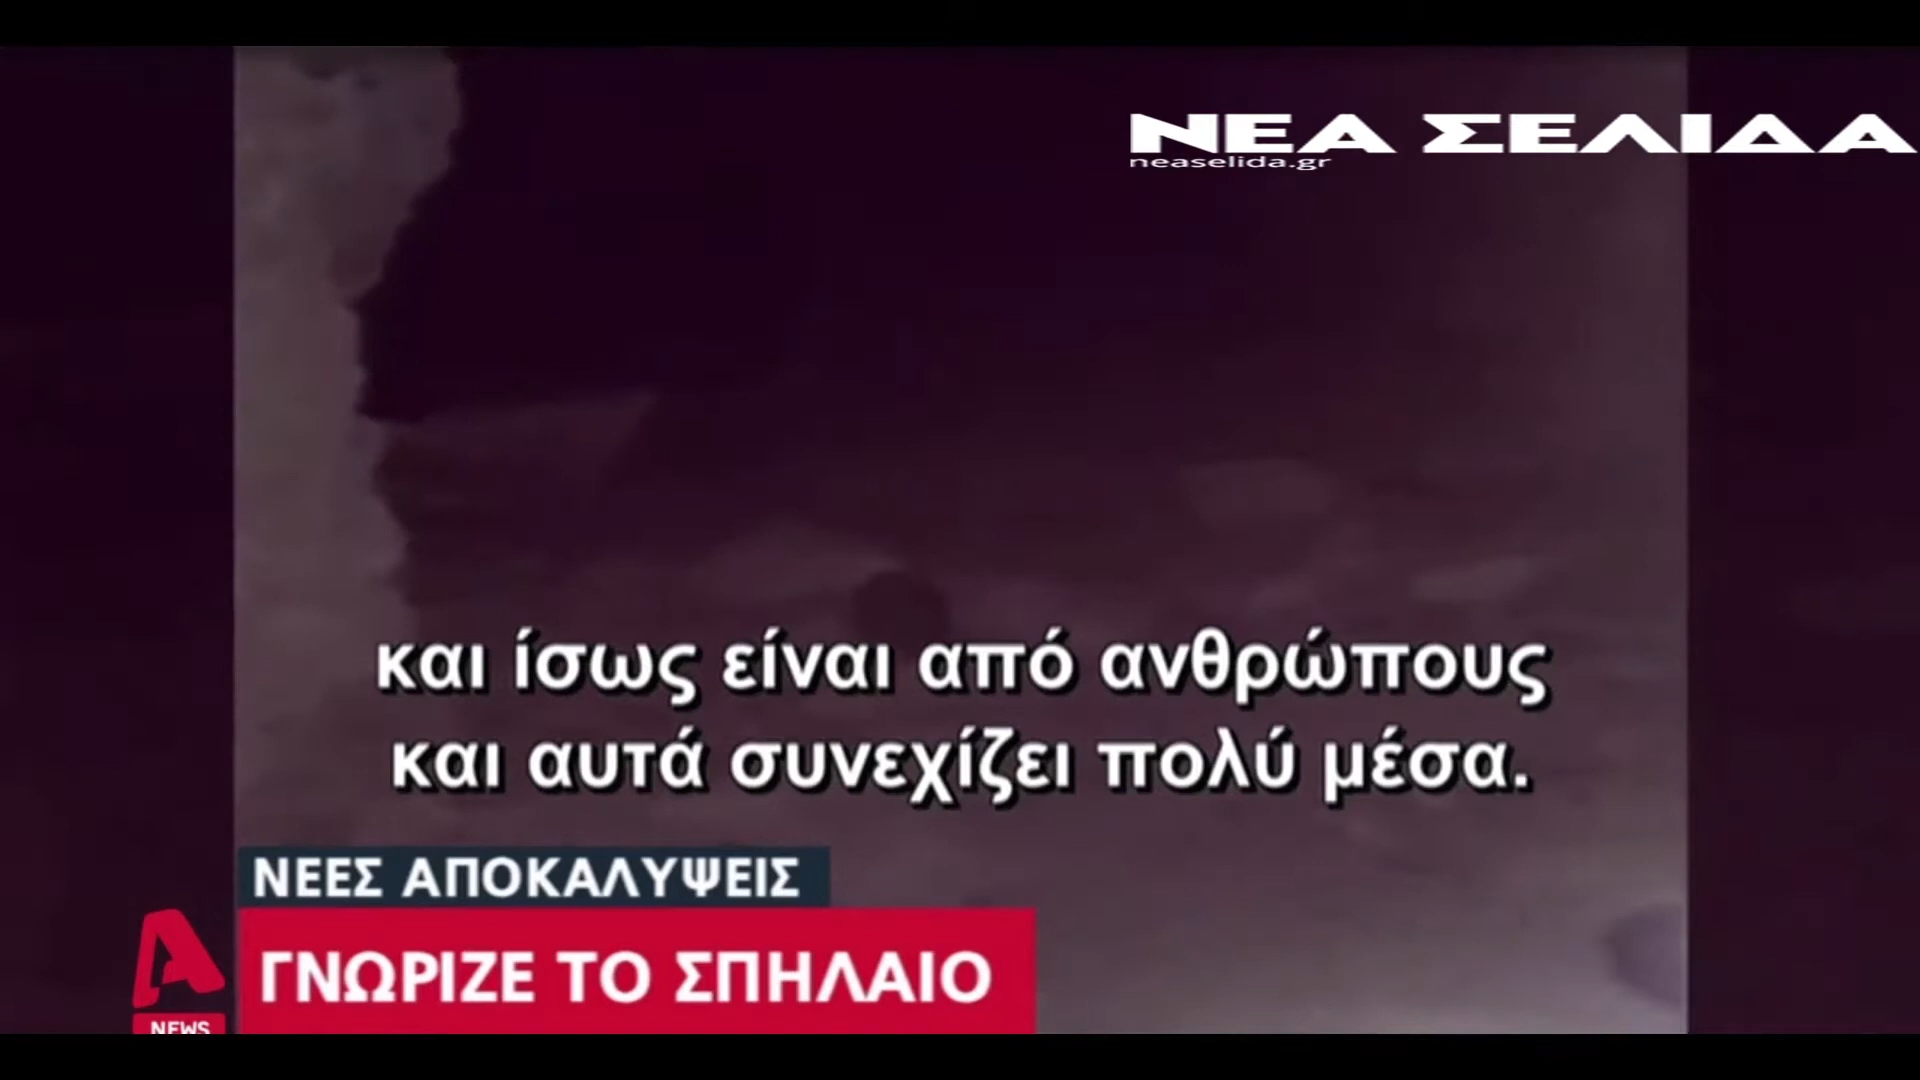 ΝΕΑ ΣΕΛΙΔΑ
neaselida.gr
και ίσως είναι από ανθρώπους
και αυτά συνεχίζει πολύ μέσα.
ΝΕΕΣ ΑΠΟΚΑΛΥΨΕΙΣ
ΓΝΩΡΙΖΕ ΤΟ ΣΠΗΛΑΙΟ
NEWS